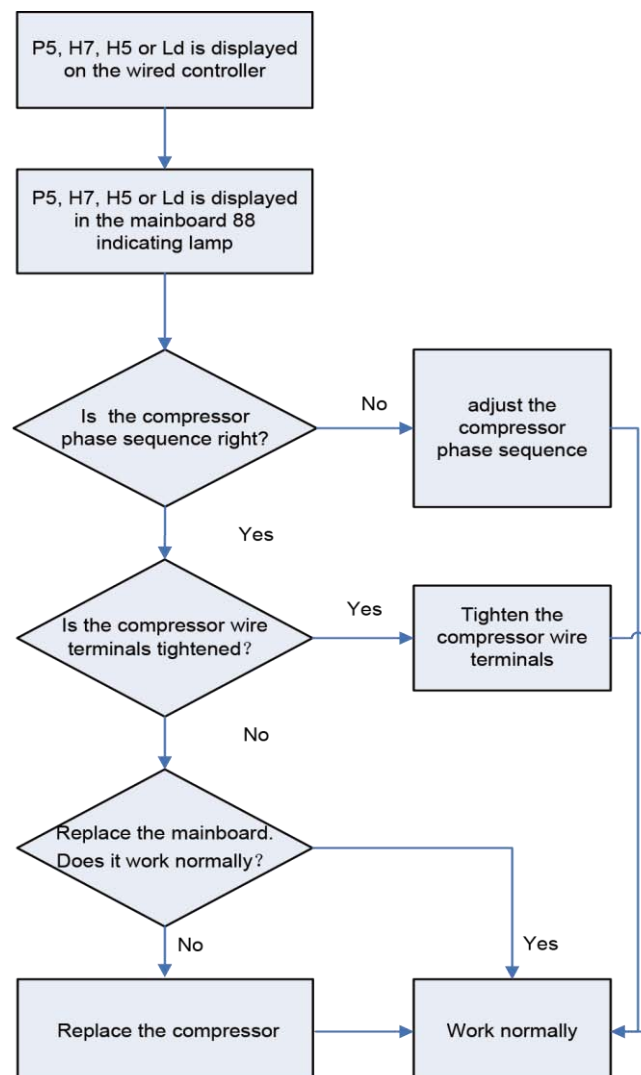 P5, H7, H5 or Ld is displayed
on the wired controller
P5, H7, H5 or Ld is displayed
in the mainboard 88
indicating lamp
Is the compressor
phase sequence right?
No
adjust the
compressor
phase sequence
Yes
Is the compressor wire
terminals tightened?
Yes
Tighten the
compressor wire
terminals
No
Replace the mainboard.
Does it work normally?
No
Yes
Replace the compressor
Work normally